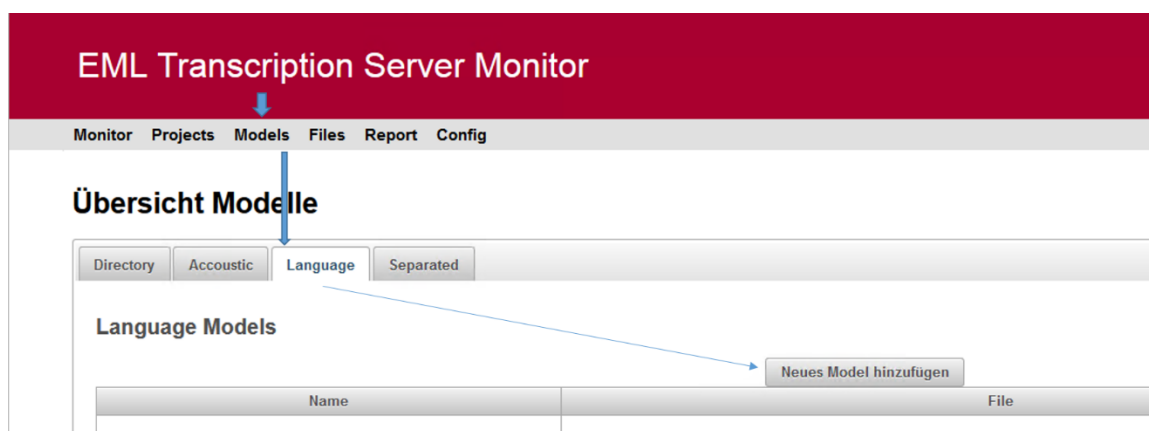 EML Transcription Server Monitor
Monitor Projects Models Files Report Config
Übersicht Modelle
Directory Accoustic Language Separated
Language Models
Neues Model hinzufügen
Name File